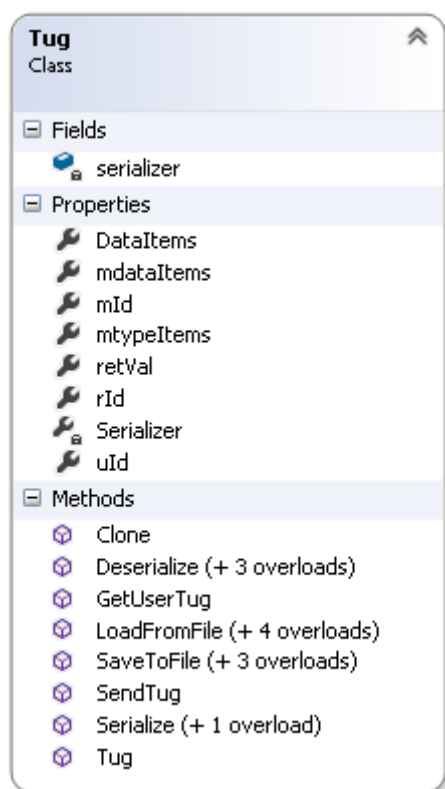 Tug
Class
Fields
serializer
Properties
DataItems
mdataItems
mId
mtypeItems
retVal
rId
Serializer
uId
Methods
Clone
Deserialize (+ 3 overloads)
GetUserTug
LoadFromFile (+ 4 overloads)
SaveToFile (+ 3 overloads)
SendTug
Serialize (+ 1 overload)
Tug